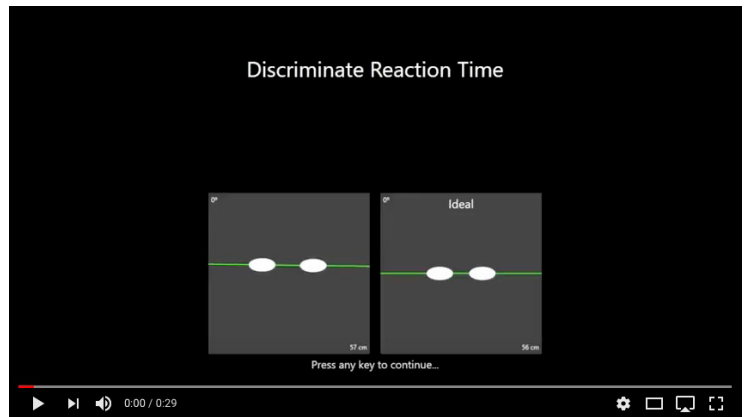 Discriminate Reaction Time
0°
0° Ideal
57 cm
56 cm
Press any key to continue...
0:00 / 0:29